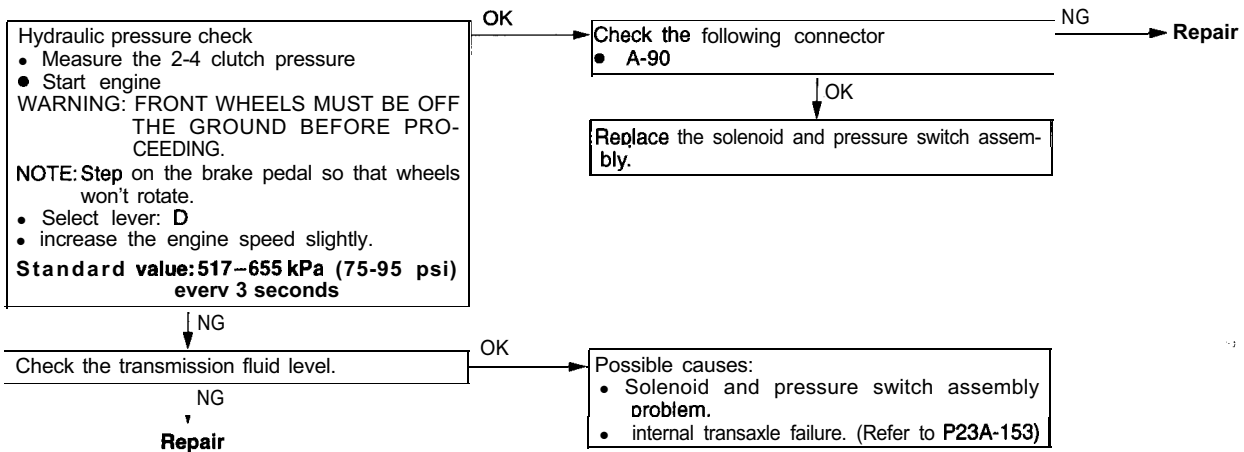 Hydraulic pressure check
• Measure the 2-4 clutch pressure
• Start engine
WARNING: FRONT WHEELS MUST BE OFF
THE GROUND BEFORE PRO-
CEEDING.
NOTE: Step on the brake pedal so that wheels
won't rotate.
• Select lever: D
• increase the engine speed slightly.
Standard value: 517–655 kPa (75-95 psi)
every 3 seconds
OK
Check the following connector
• A-90
NG
Repair
OK
Replace the solenoid and pressure switch assem-
bly.
NG
Check the transmission fluid level.
OK
Possible causes:
• Solenoid and pressure switch assembly
problem.
• internal transaxle failure. (Refer to P23A-153)
NG
Repair